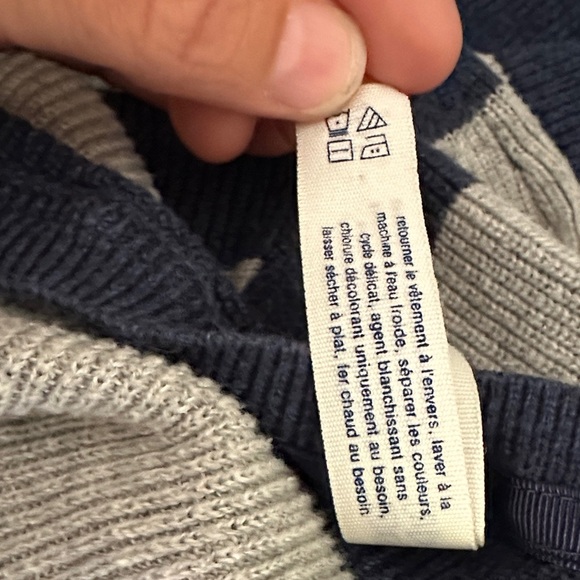 retourner le vêtement à l'envers, laver à la
machine à l'eau froide, séparer les couleurs,
cycle délicat, agent blanchissant sans
chlorure décolorant uniquement au besoin,
laisser sécher à plat, fer chaud au besoin